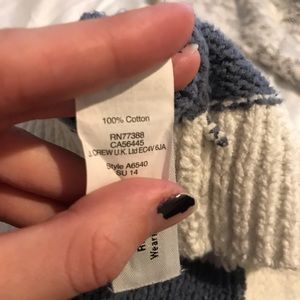 100% Cotton
RN77388
CA56445
J.CREW U.K. Ltd EC4V 6JA
Style A6540
SU 14